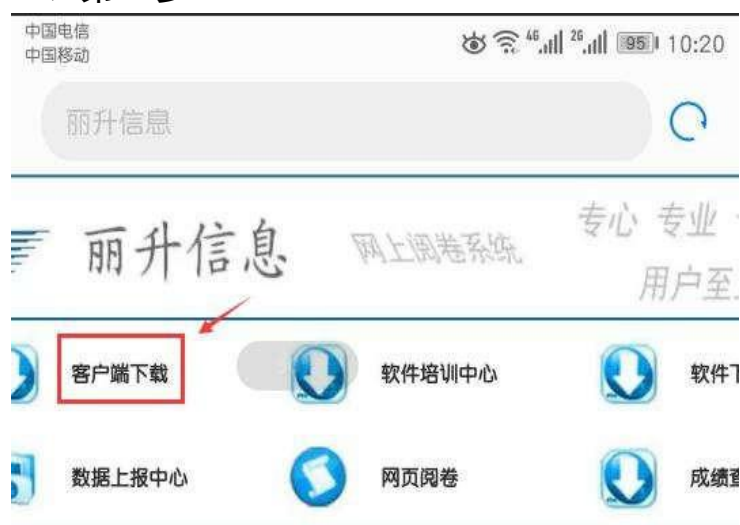 中国电信
中国移动
4G 2G 95 10:20
丽升信息
丽升信息 网上阅卷系统 专心 专业
用户至
客户端下载 软件培训中心 软件
数据上报中心 网页阅卷 成绩